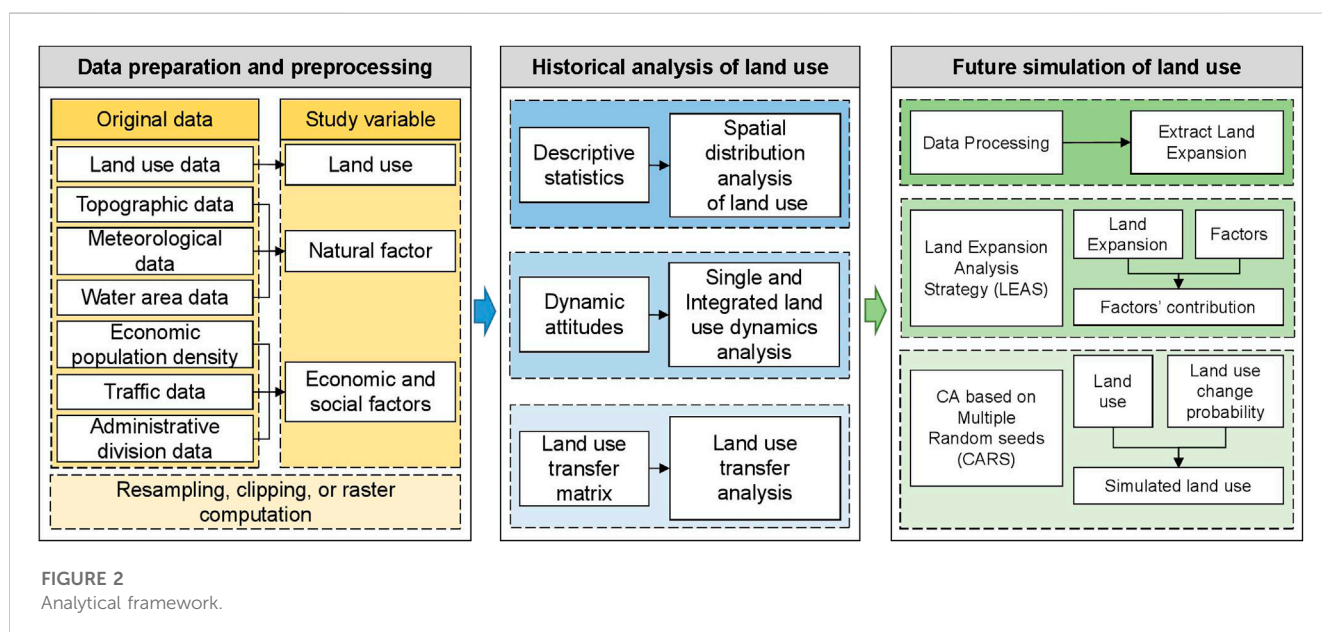 Data preparation and preprocessing
Original data
Study variable
Land use data
Land use
Topographic data
Meteorological
data
Natural factor
Water area data
Economic
population density
Traffic data
Economic and
social factors
Administrative
division data
Resampling, clipping, or raster
computation
Historical analysis of land use
Descriptive
statistics
Spatial
distribution
analysis
of land use
Dynamic
attitudes
Single and
Integrated land
use dynamics
analysis
Land use
transfer
matrix
Land use
transfer
analysis
Future simulation of land use
Data Processing
Extract Land
Expansion
Land Expansion
Analysis
Strategy (LEAS)
Land
Expansion
Factors
Factors' contribution
CA based on
Multiple
Random seeds
(CARS)
Land
use
Land use
change
probability
Simulated land use
FIGURE 2
Analytical framework.